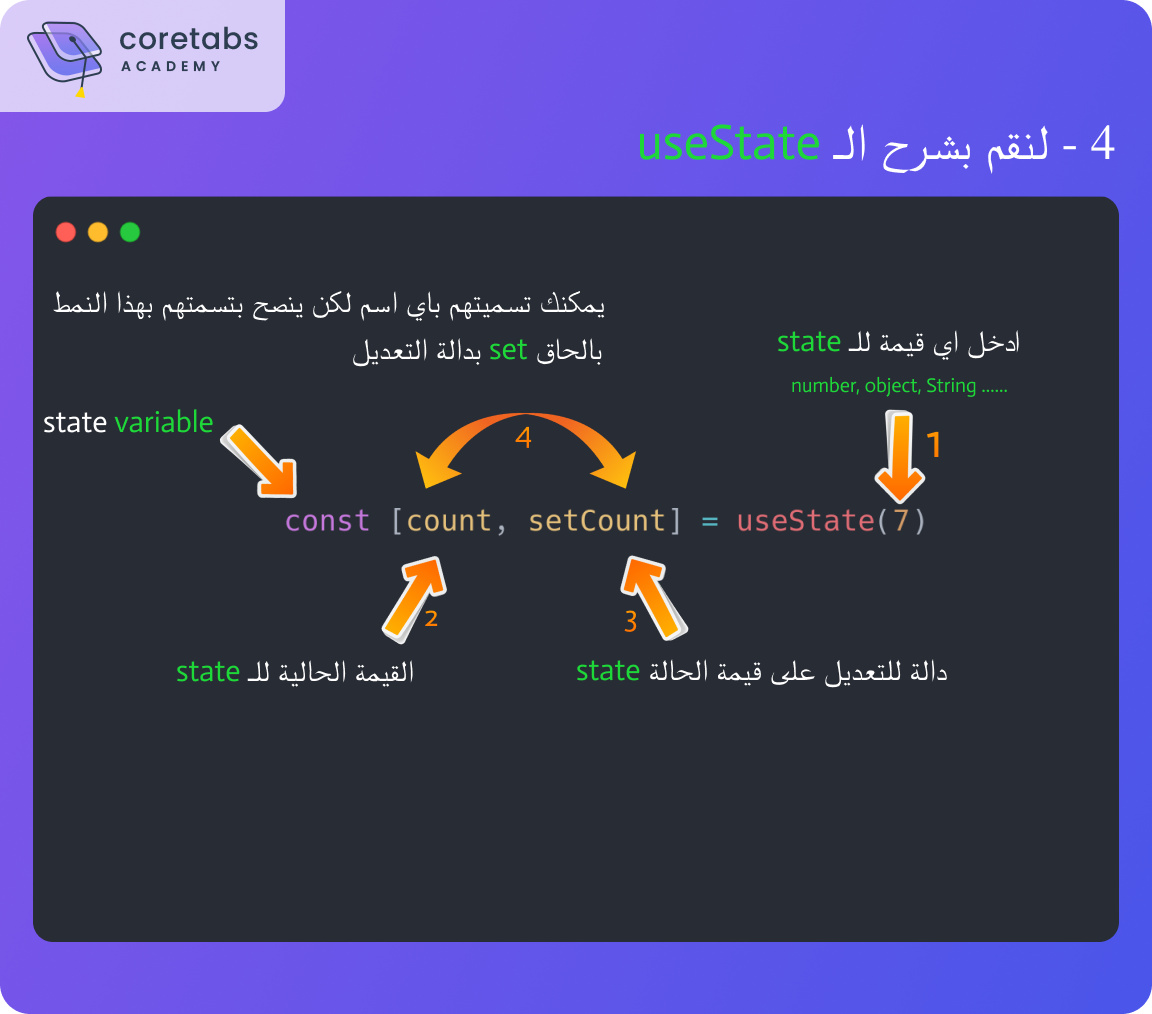 coretabs
ACADEMY
4 - لنقم بشرح الـ useState
يمكنك تسميتهم باي اسم لكن ينصح بتسمتهم بهذا النمط
بالحاق set بدالة التعديل
ادخل اي قيمة للـ state
number, object, String ......
state variable
4
1
const [count, setCount] = useState(7)
2
3
القيمة الحالية للـ state
دالة للتعديل على قيمة الحالة state